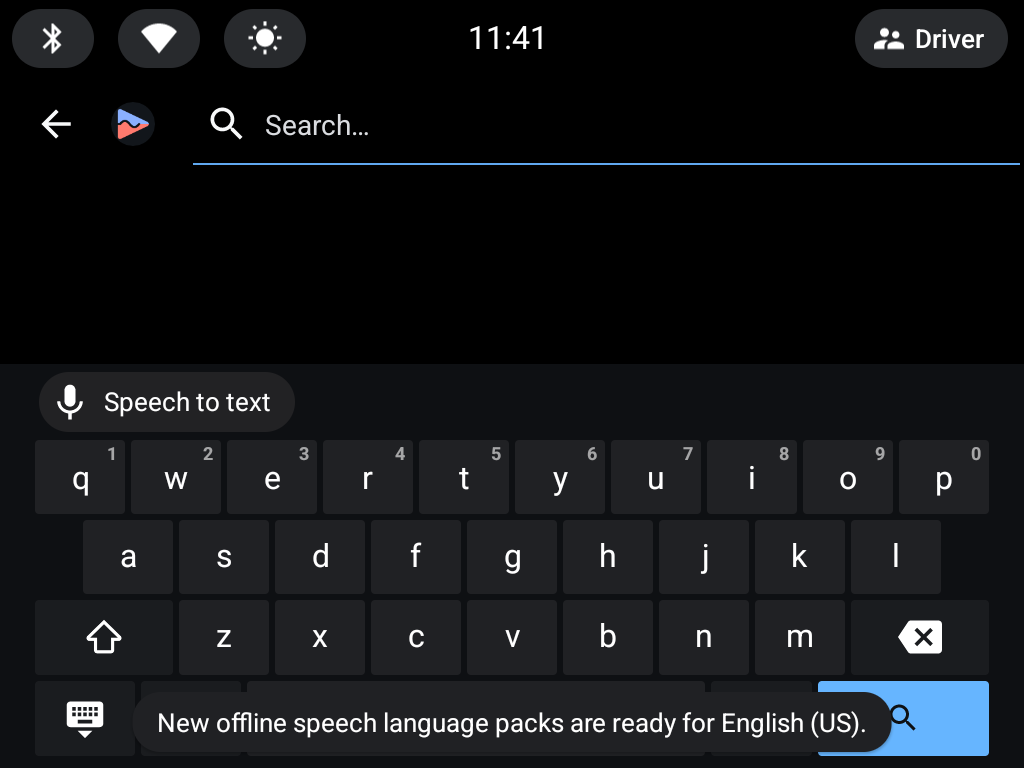 11:41
Driver
Search…
Speech to text
q 1 w 2 e 3 r 4 t 5 y 6 u 7 i 8 o 9 p 0
a s d f g h j k l
z x c v b n m
New offline speech language packs are ready for English (US).